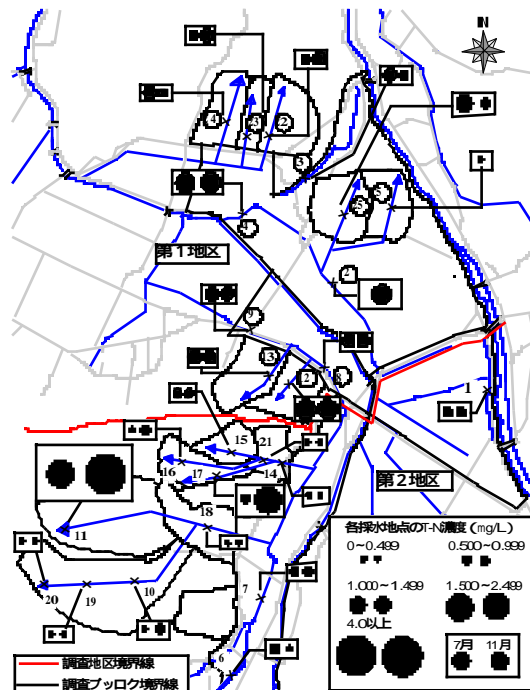 N
第1地区
第2地区
1
15
21
16
17
14
18
11
20
19
10
7
6
各採水地点のT-N濃度(mg/L)
0~0.499
0.500~0.999
1.000~1.499
1.500~2.499
4.0以上
7月 11月
調査地区境界線
調査ブッロク境界線